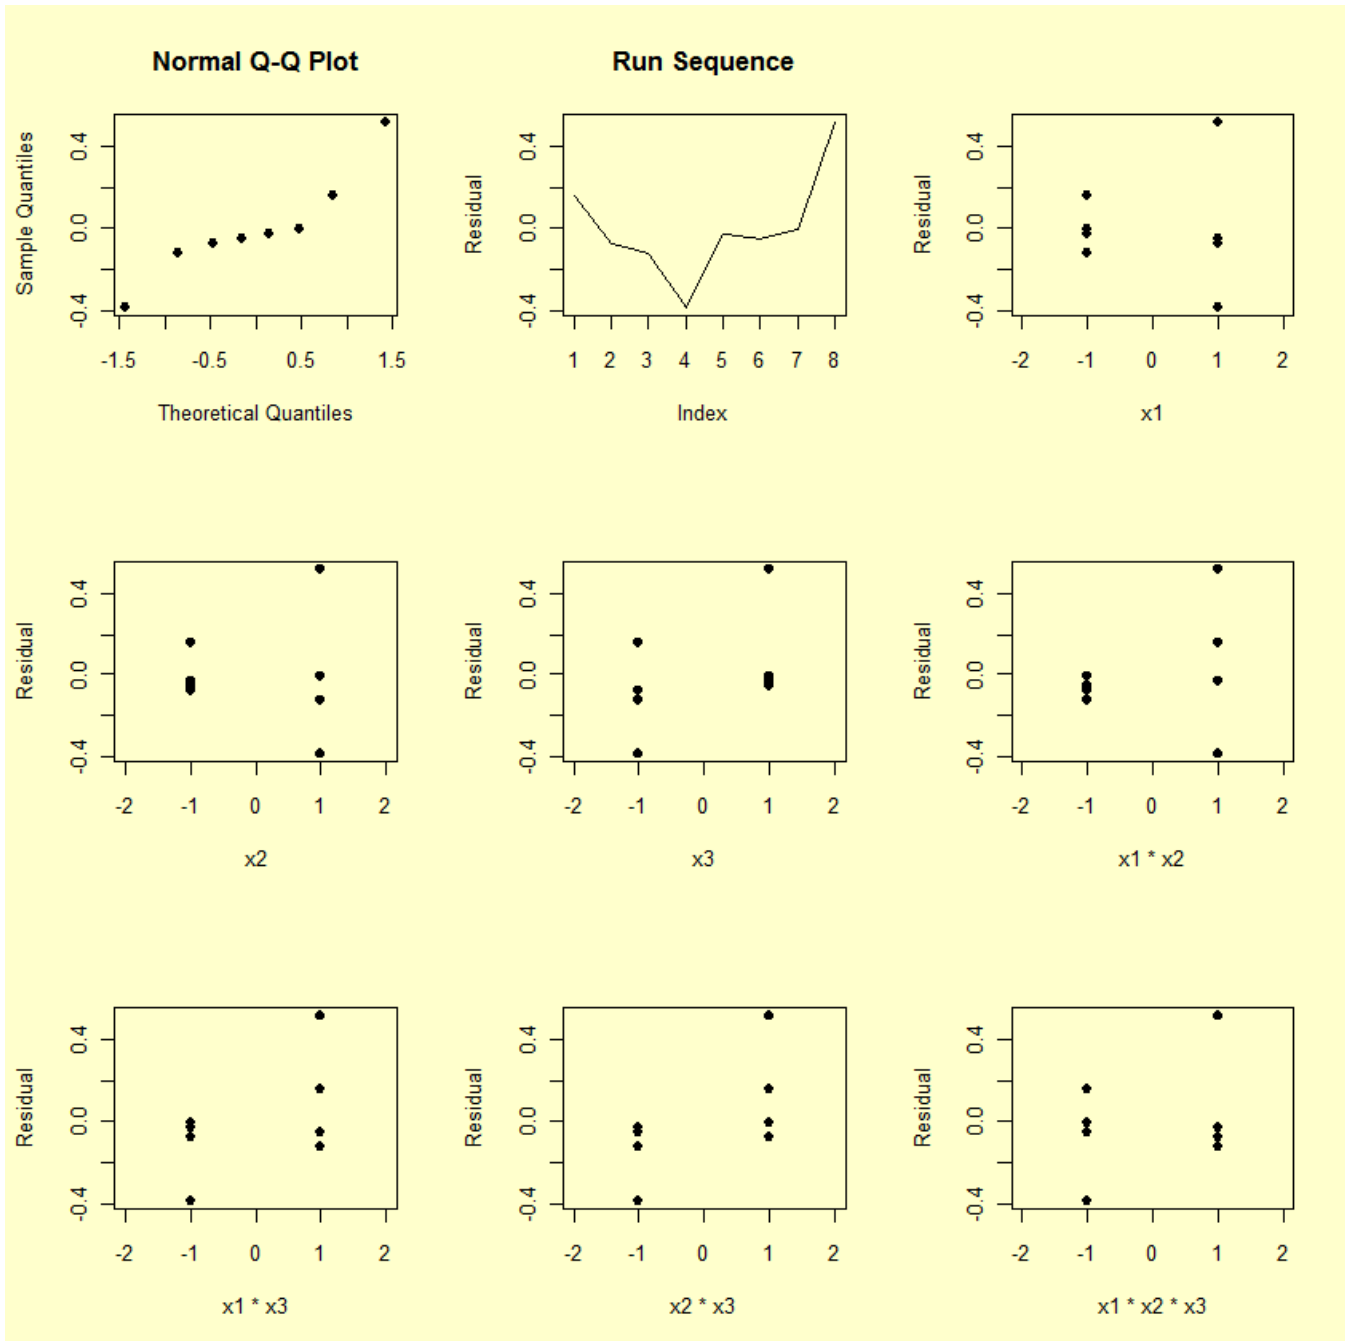 Normal Q-Q Plot
Sample Quantiles
0.4
0.0
-0.4
-1.5 -0.5 0.5 1.5
Theoretical Quantiles
Run Sequence
Residual
0.4
0.0
-0.4
1 2 3 4 5 6 7 8
Index
Residual
0.4
0.0
-0.4
-2 -1 0 1 2
x1
Residual
0.4
0.0
-0.4
-2 -1 0 1 2
x2
Residual
0.4
0.0
-0.4
-2 -1 0 1 2
x3
Residual
0.4
0.0
-0.4
-2 -1 0 1 2
x1 * x2
Residual
0.4
0.0
-0.4
-2 -1 0 1 2
x1 * x3
Residual
0.4
0.0
-0.4
-2 -1 0 1 2
x2 * x3
Residual
0.4
0.0
-0.4
-2 -1 0 1 2
x1 * x2 * x3